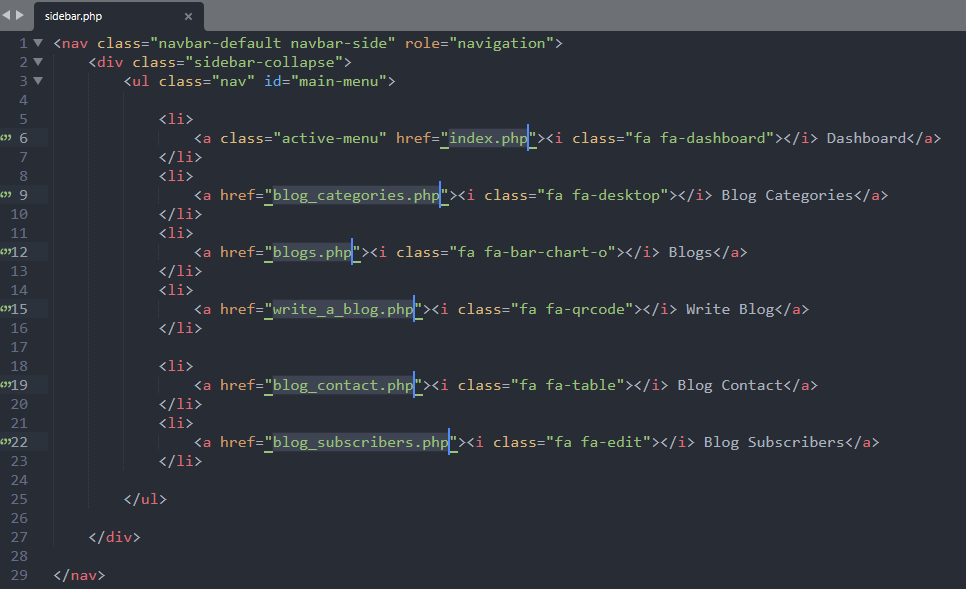 sidebar.php ×
1 <nav class="navbar-default navbar-side" role="navigation">
2 <div class="sidebar-collapse">
3 <ul class="nav" id="main-menu">
4
5 <li>
6 <a class="active-menu" href="index.php"><i class="fa fa-dashboard"></i> Dashboard</a>
7 </li>
8 <li>
9 <a href="blog_categories.php"><i class="fa fa-desktop"></i> Blog Categories</a>
10 </li>
11 <li>
12 <a href="blogs.php"><i class="fa fa-bar-chart-o"></i> Blogs</a>
13 </li>
14 <li>
15 <a href="write_a_blog.php"><i class="fa fa-qrcode"></i> Write Blog</a>
16 </li>
17
18 <li>
19 <a href="blog_contact.php"><i class="fa fa-table"></i> Blog Contact</a>
20 </li>
21 <li>
22 <a href="blog_subscribers.php"><i class="fa fa-edit"></i> Blog Subscribers</a>
23 </li>
24
25 </ul>
26
27 </div>
28
29 </nav>